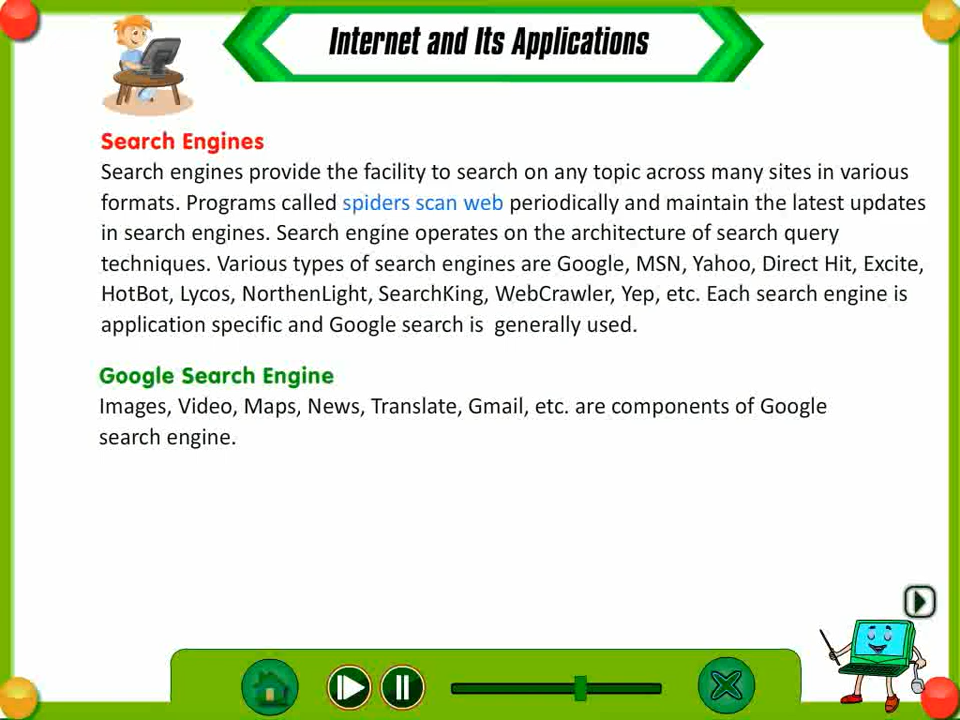 Internet and Its Applications
Search Engines
Search engines provide the facility to search on any topic across many sites in various
formats. Programs called spiders scan web periodically and maintain the latest updates
in search engines. Search engine operates on the architecture of search query
techniques. Various types of search engines are Google, MSN, Yahoo, Direct Hit, Excite,
HotBot, Lycos, NorthenLight, SearchKing, WebCrawler, Yep, etc. Each search engine is
application specific and Google search is generally used.
Google Search Engine
Images, Video, Maps, News, Translate, Gmail, etc. are components of Google
search engine.